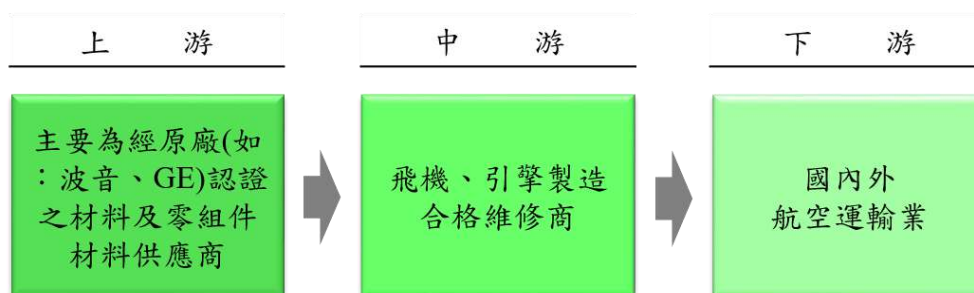 上 游
中 游
下 游
主要為經原廠(如
：波音、GE)認證
之材料及零組件
材料供應商
飛機、引擎製造
合格維修商
國內外
航空運輸業